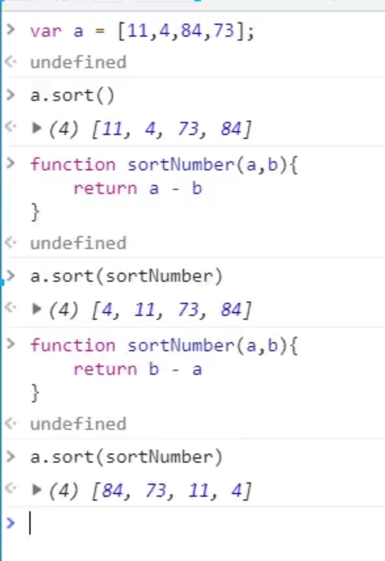 > var a = [11,4,84,73];
undefined
> a.sort()
(4) [11, 4, 73, 84]
> function sortNumber(a,b){
return a - b
}
undefined
> a.sort(sortNumber)
(4) [4, 11, 73, 84]
> function sortNumber(a,b){
return b - a
}
undefined
> a.sort(sortNumber)
(4) [84, 73, 11, 4]
>